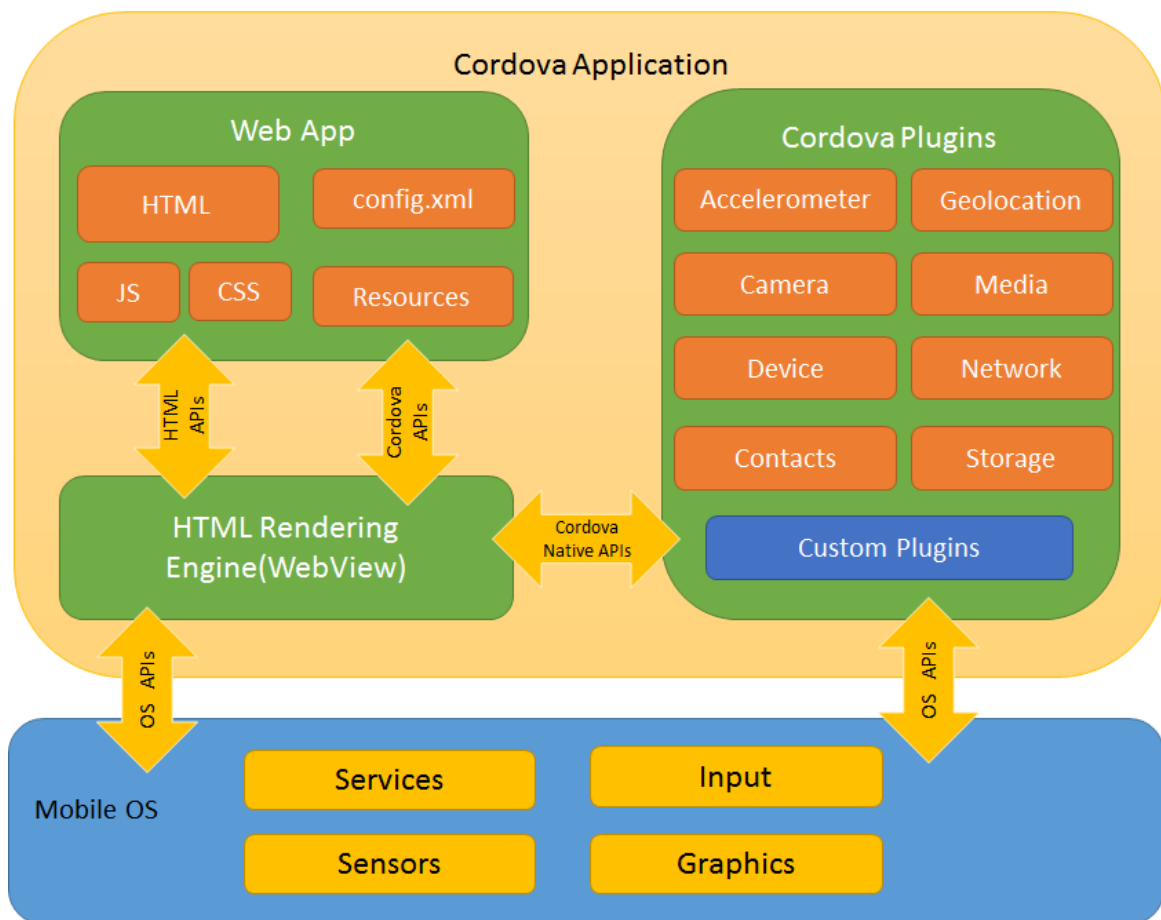 Cordova Application
Web App
HTML
config.xml
JS
CSS
Resources
HTML
APIs
Cordova
APIs
HTML Rendering
Engine(WebView)
Cordova
Native APIs
Cordova Plugins
Accelerometer
Geolocation
Camera
Media
Device
Network
Contacts
Storage
Custom Plugins
OS APIs
OS APIs
Mobile OS
Services
Input
Sensors
Graphics